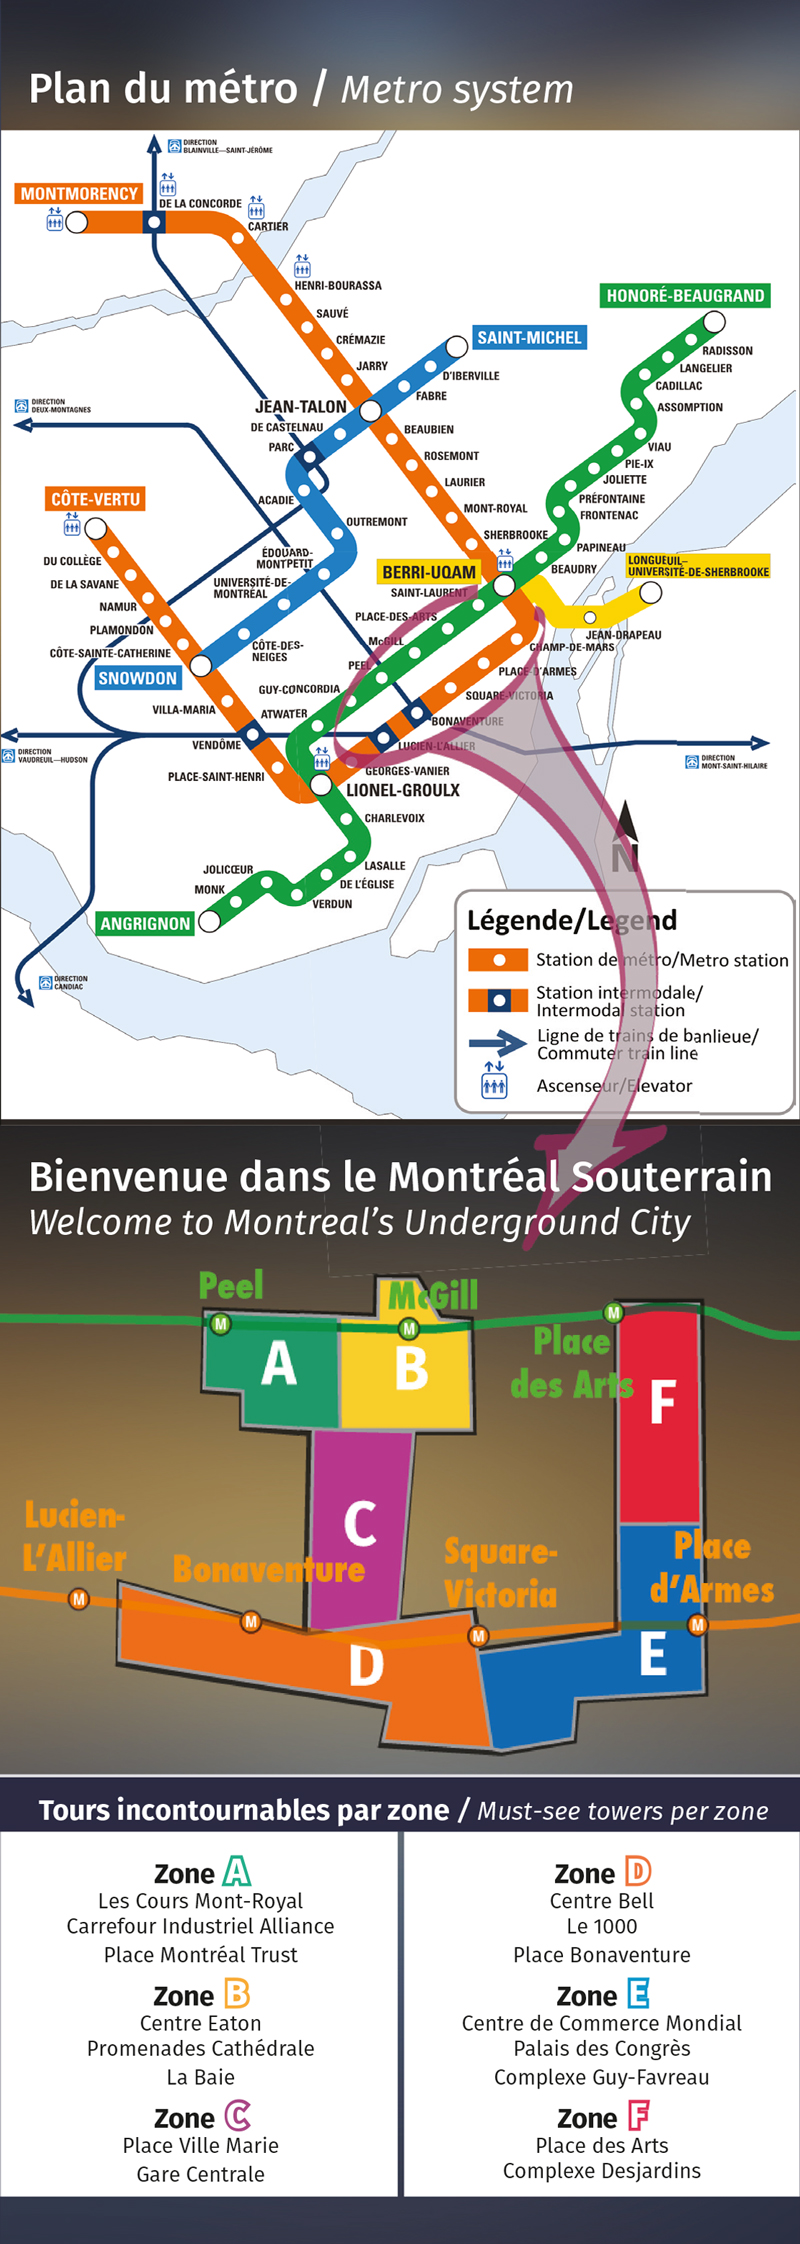 Plan du métro / Metro system
DIRECTION
BLAINVILLE—SAINT-JÉRÔME
MONTMORENCY
DE LA CONCORDE
CARTIER
HENRI-BOURASSA
SAUVÉ
CRÉMAZIE
JARRY
HONORÉ-BEAUGRAND
SAINT-MICHEL
RADISSON
LANGELIER
CADILLAC
ASSOMPTION
D'IBERVILLE
FABRE
JEAN-TALON
DIRECTION
DEUX-MONTAGNES
DE CASTELNAU
PARC
BEAUBIEN
ROSEMONT
LAURIER
MONT-ROYAL
SHERBROOKE
VIAU
PIE-IX
JOLIETTE
PRÉFONTAINE
FRONTENAC
PAPINEAU
BEAUDRY
CÔTE-VERTU
ACADIE
OUTREMONT
ÉDOUARD-
MONTPETIT
UNIVERSITÉ-DE-
MONTRÉAL
DU COLLÈGE
DE LA SAVANE
NAMUR
PLAMONDON
CÔTE-SAINTE-CATHERINE
CÔTE-DES-
NEIGES
SNOWDON
BERRI-UQAM
LONGUEUIL–
UNIVERSITÉ-DE-SHERBROOKE
SAINT-LAURENT
PLACE-DES-ARTS
McGILL
PEEL
GUY-CONCORDIA
ATWATER
JEAN-DRAPEAU
CHAMP-DE-MARS
PLACE-D'ARMES
SQUARE-VICTORIA
BONAVENTURE
LUCIEN-L'ALLIER
GEORGES-VANIER
LIONEL-GROULX
VILLA-MARIA
VENDÔME
PLACE-SAINT-HENRI
DIRECTION
VAUDREUIL—HUDSON
DIRECTION
MONT-SAINT-HILAIRE
CHARLEVOIX
LASALLE
DE L'ÉGLISE
VERDUN
JOLICŒUR
MONK
ANGRIGNON
DIRECTION
CANDIAC
N
Légende/Legend
Station de métro/Metro station
Station intermodale/
Intermodal station
Ligne de trains de banlieue/
Commuter train line
Ascenseur/Elevator
Bienvenue dans le Montréal Souterrain
Welcome to Montreal's Underground City
Peel
McGill
M
M
M
Place
des Arts
A
B
F
C
Lucien-
L'Allier
Bonaventure
Square-
Victoria
Place
d'Armes
M
M
M
M
D
E
Tours incontournables par zone / Must-see towers per zone
Zone A
Les Cours Mont-Royal
Carrefour Industriel Alliance
Place Montréal Trust
Zone B
Centre Eaton
Promenades Cathédrale
La Baie
Zone C
Place Ville Marie
Gare Centrale
Zone D
Centre Bell
Le 1000
Place Bonaventure
Zone E
Centre de Commerce Mondial
Palais des Congrès
Complexe Guy-Favreau
Zone F
Place des Arts
Complexe Desjardins